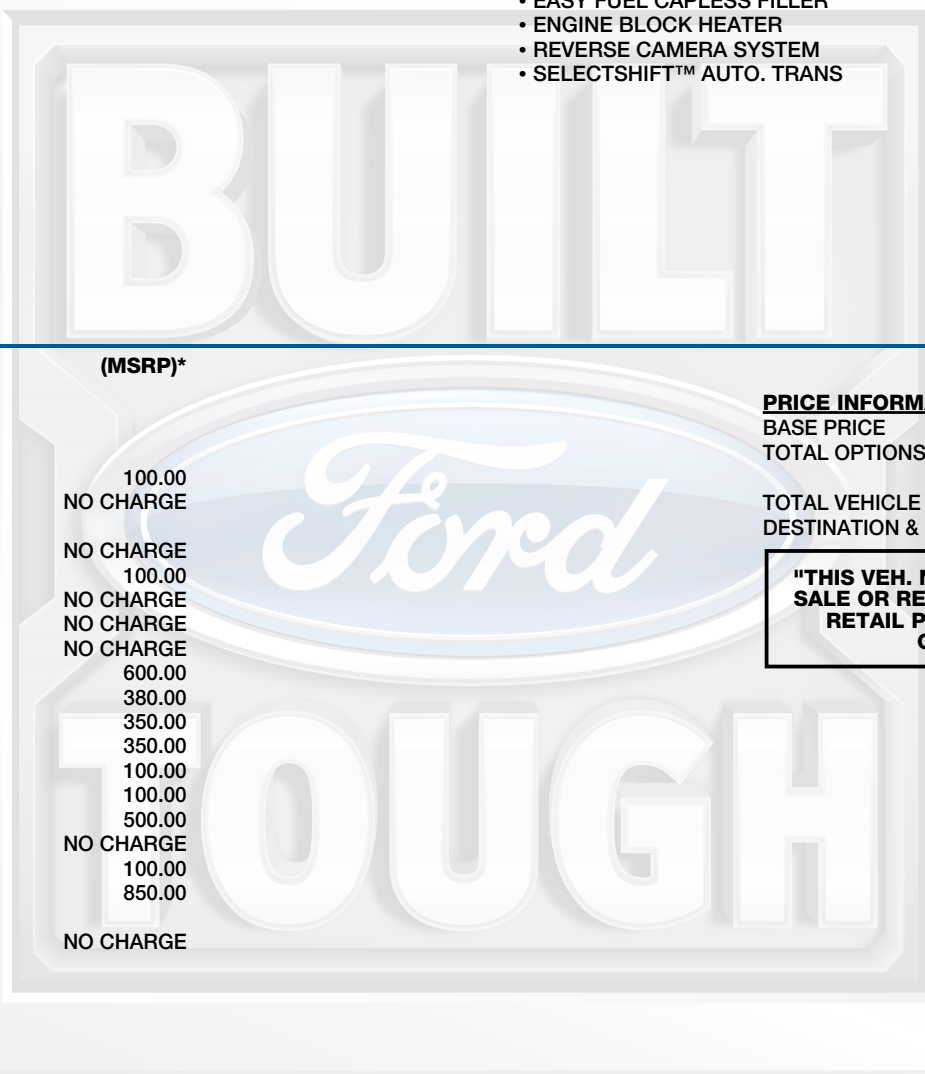 • EASY FUEL CAPLESS FILLER
• ENGINE BLOCK HEATER
• REVERSE CAMERA SYSTEM
• SELECTSHIFT™ AUTO. TRANS
BUILT
(MSRP)*
100.00
NO CHARGE
NO CHARGE
100.00
NO CHARGE
NO CHARGE
NO CHARGE
600.00
380.00
350.00
350.00
100.00
100.00
500.00
NO CHARGE
100.00
850.00
NO CHARGE
Ford
TOUGH
BASE PRICE
TOTAL OPTIONS
TOTAL VEHICLE
DESTINATION &
"THIS VEH.
SALE OR
RETAIL